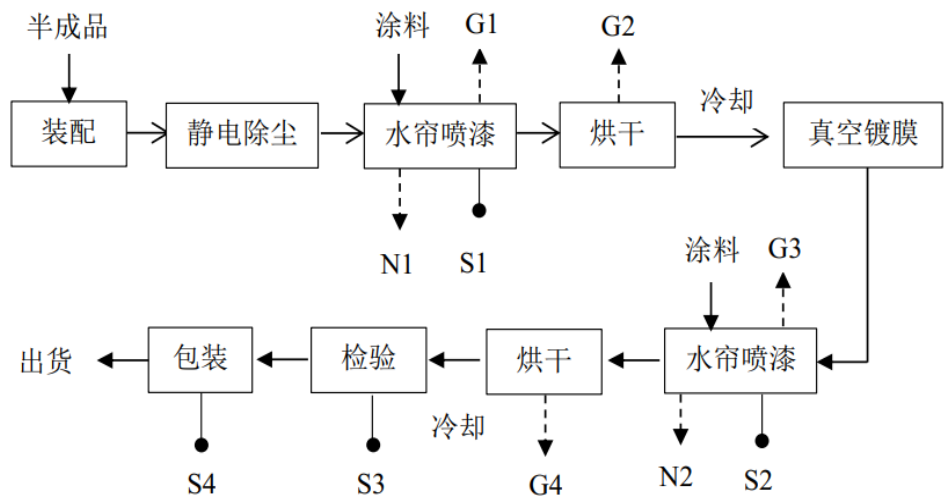 半成品
涂料
G1
G2
装配
静电除尘
水帘喷漆
烘干
冷却
真空镀膜
N1
S1
涂料
G3
出货
包装
检验
烘干
水帘喷漆
冷却
S4
S3
G4
N2
S2